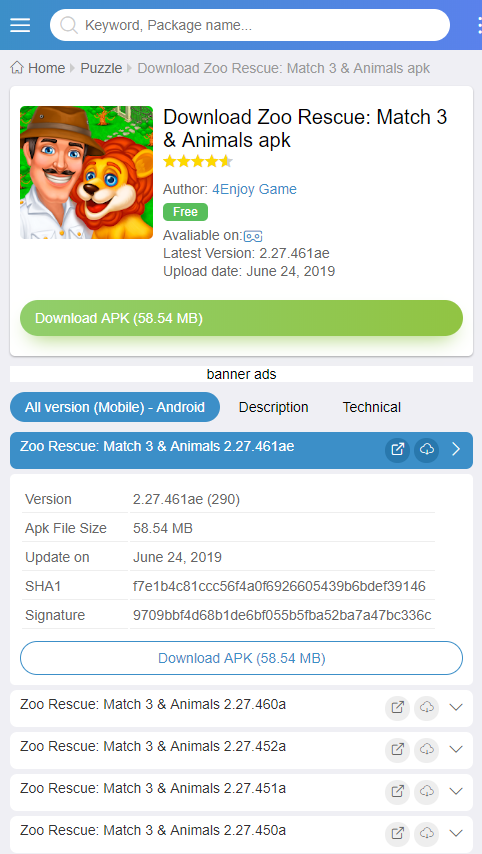 Keyword, Package name...
Home Puzzle Download Zoo Rescue: Match 3 & Animals apk
Download Zoo Rescue: Match 3
& Animals apk
Author: 4Enjoy Game
Free
Avaliable on:
Latest Version: 2.27.461ae
Upload date: June 24, 2019
Download APK (58.54 MB)
banner ads
All version (Mobile) - Android Description Technical
Zoo Rescue: Match 3 & Animals 2.27.461ae
Version 2.27.461ae (290)
Apk File Size 58.54 MB
Update on June 24, 2019
SHA1 f7e1b4c81ccc56f4a0f6926605439b6bdef39146
Signature 9709bbf4d68b1de6bf055b5fba52ba7a47bc336c
Download APK (58.54 MB)
Zoo Rescue: Match 3 & Animals 2.27.460a
Zoo Rescue: Match 3 & Animals 2.27.452a
Zoo Rescue: Match 3 & Animals 2.27.451a
Zoo Rescue: Match 3 & Animals 2.27.450a